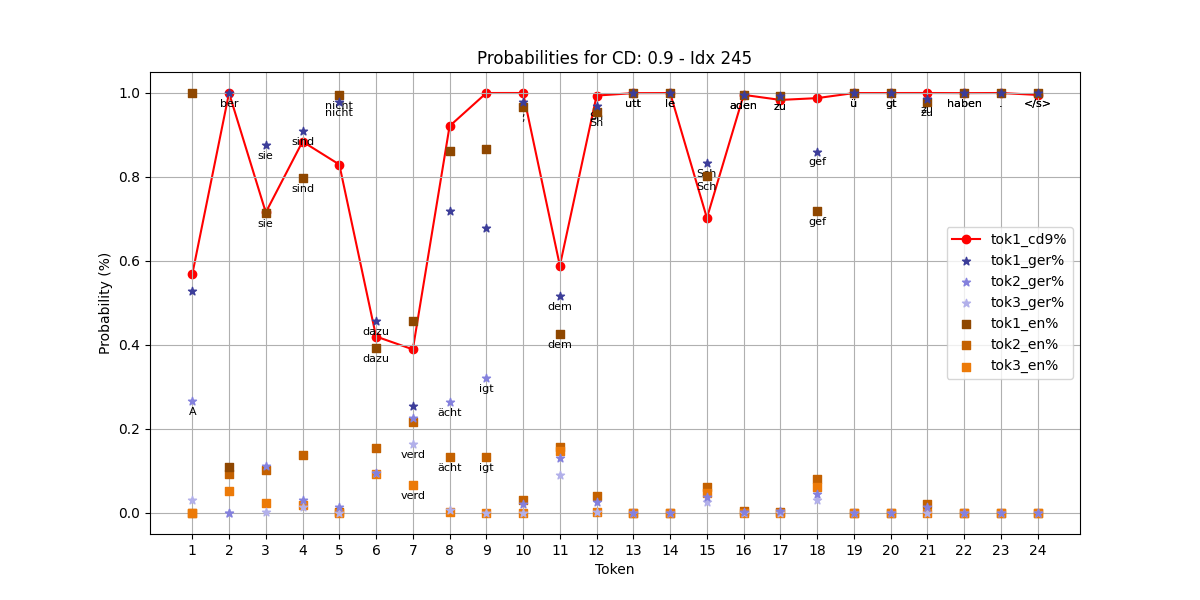 Probabilities for CD: 0.9 - Idx 245
Probability (%)
1.0
0.8
0.6
0.4
0.2
0.0
A
ber
sie
sie
sind
sind
nicht
nicht
dazu
dazu
verd
verd
ächt
ächt
igt
igt
,
dem
dem
Sh
utt
le
Sch
Sch
aden
zu
gef
gef
ü
gt
zu
haben
.
</s>
tok1_cd9%
tok1_ger%
tok2_ger%
tok3_ger%
tok1_en%
tok2_en%
tok3_en%
1 2 3 4 5 6 7 8 9 10 11 12 13 14 15 16 17 18 19 20 21 22 23 24
Token